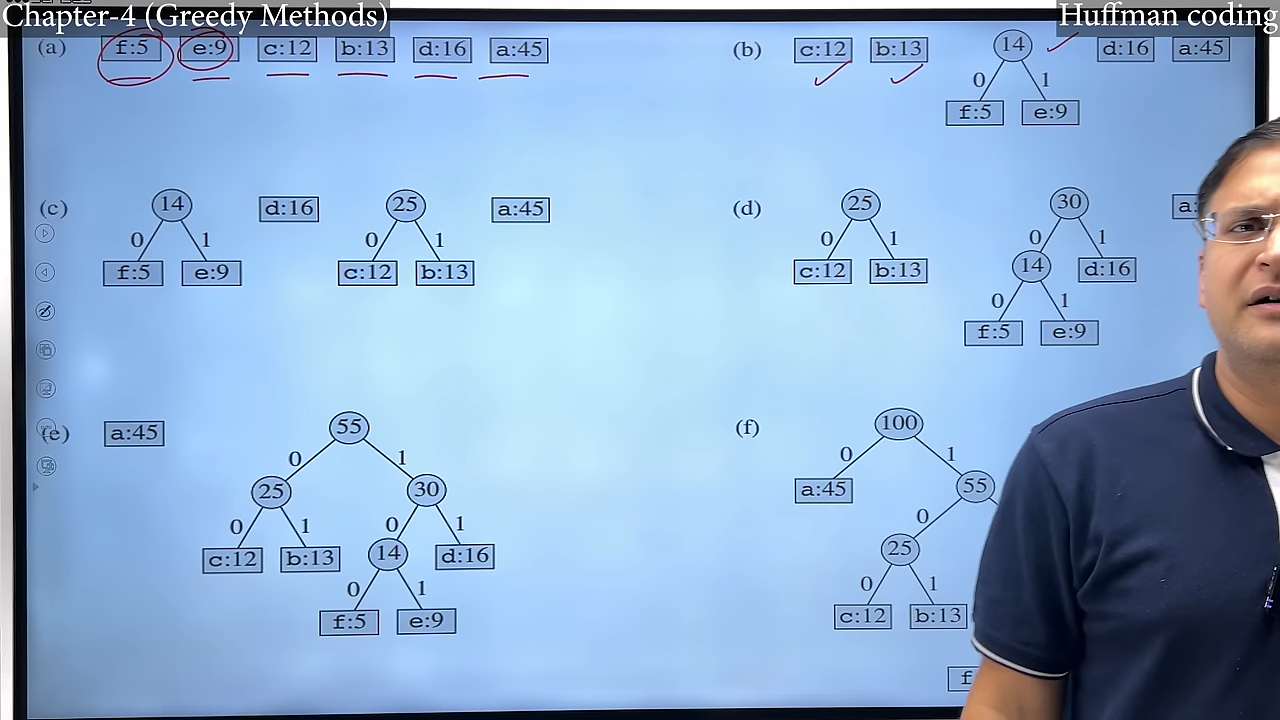 Chapter-4 (Greedy Methods)
Huffman coding
(a) f:5 e:9 c:12 b:13 d:16 a:45
(b) c:12 b:13 14 d:16 a:45
0 1
f:5 e:9
(c) 14 d:16 25 a:45
0 1 0 1
f:5 e:9 c:12 b:13
(d) 25 30 a:
0 1 0 1
c:12 b:13 14 d:16
0 1
f:5 e:9
(e) a:45 55
0 1
25 30
0 1 0 1
c:12 b:13 14 d:16
0 1
f:5 e:9
(f) 100
0 1
a:45 55
0
25
0 1
c:12 b:13
f